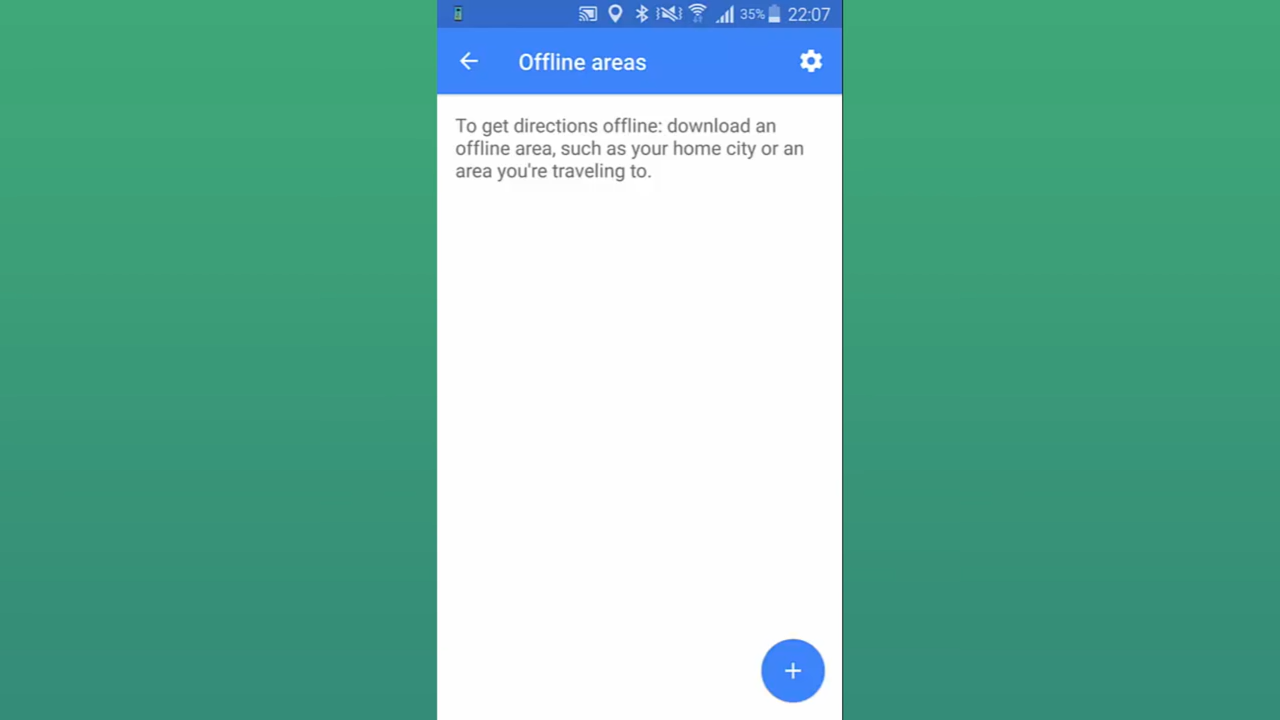 35% 22:07
Offline areas
To get directions offline: download an
offline area, such as your home city or an
area you're traveling to.